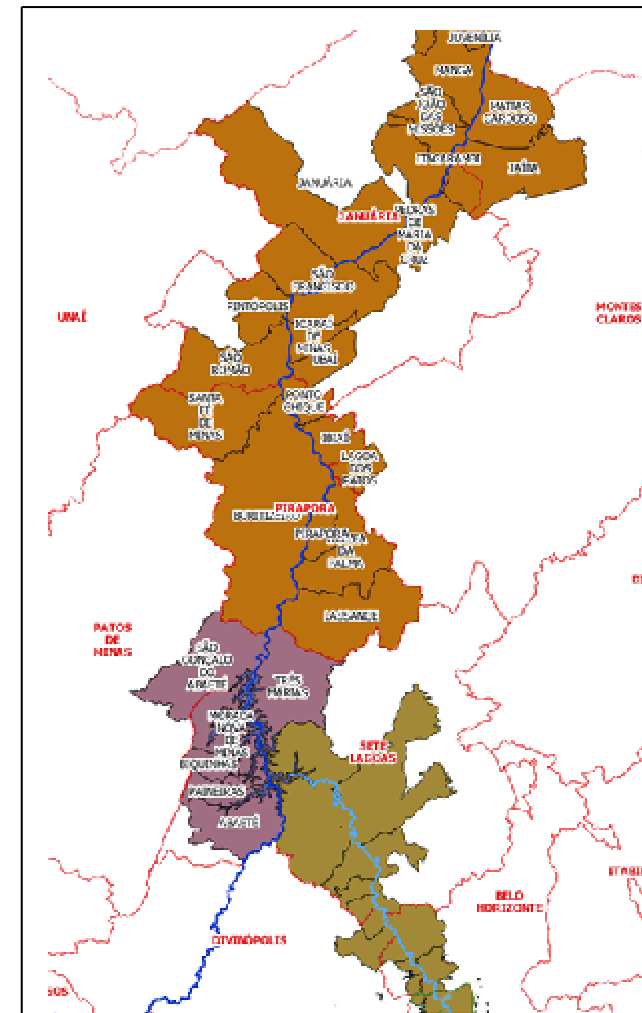 JUVENÍLIA
MANGA
SÃO
JOÃO
DAS
MISSÕES
MATIAS
CARDOSO
ITACARAMBI
JAÍBA
JANUÁRIA
JANUÁRIA
PEDRAS
DE
MARIA
DA
CRUZ
SÃO
FRANCISCO
PINTÓPOLIS
UNAÍ
MONTES
CLAROS
ICARAÍ
DE
MINAS
UBAÍ
SÃO
ROMÃO
SANTA
FÉ
DE
MINAS
PONTO
CHIQUE
IBIAÍ
LAGOA
DOS
PATOS
PIRAPORA
BURITIZEIRO
PIRAPORA
DA
PALMA
LASSANCE
PATOS
DE
MINAS
SÃO
GONÇALO
DO
ABAETÉ
TRÊS
MARIAS
MORADA
NOVA
DE
MINAS
SETE
LAGOAS
BIQUINHAS
PAINEIRAS
ABAETÉ
BELO
HORIZONTE
DIVINÓPOLIS